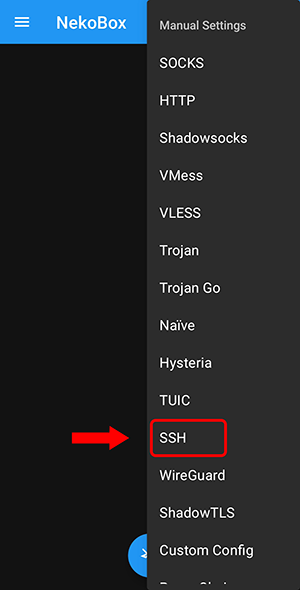 NekoBox
Manual Settings
SOCKS
HTTP
Shadowsocks
VMess
VLESS
Trojan
Trojan Go
Naïve
Hysteria
TUIC
SSH
WireGuard
ShadowTLS
Custom Config